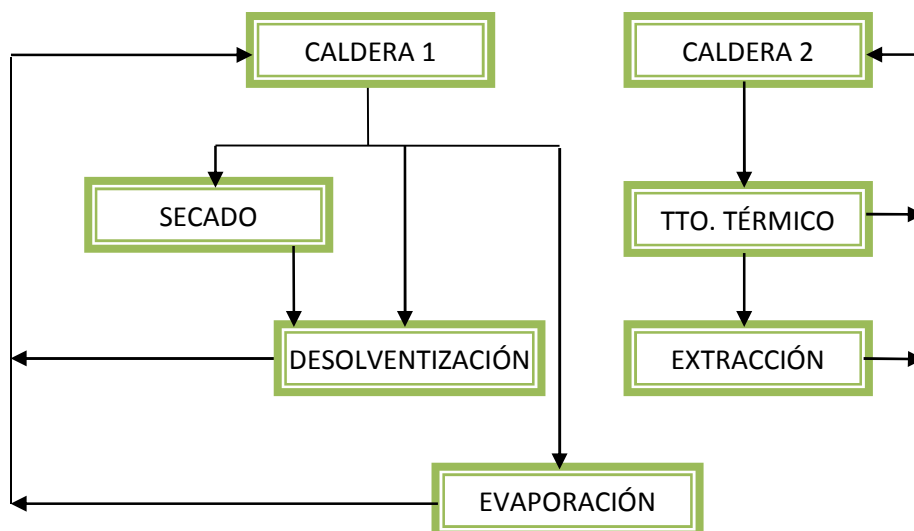 CALDERA 1
CALDERA 2
SECADO
TTO. TÉRMICO
DESOLVENTIZACIÓN
EXTRACCIÓN
EVAPORACIÓN